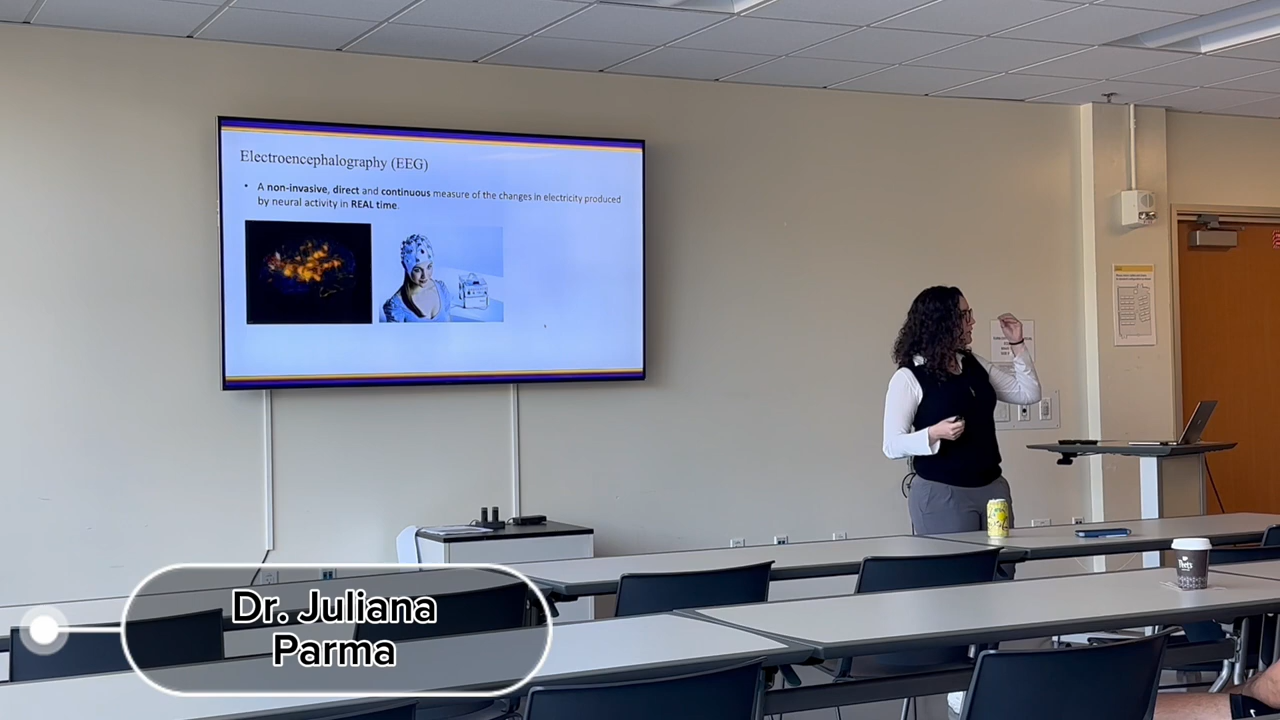 Electroencephalography (EEG)
• A non-invasive, direct and continuous measure of the changes in electricity produced
by neural activity in REAL time.
Peet's
Dr. Juliana
Parma